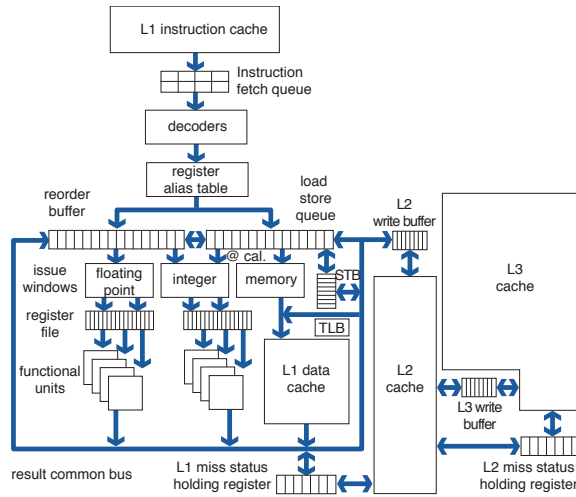 L1 instruction cache
Instruction
fetch queue
decoders
register
alias table
reorder
buffer
load
store
queue
L2
write buffer
@ cal.
STB
L3
cache
issue
windows
floating
point
integer
memory
register
file
TLB
functional
units
L1 data
cache
L2
cache
L3 write
buffer
result common bus
L1 miss status
holding register
L2 miss status
holding register